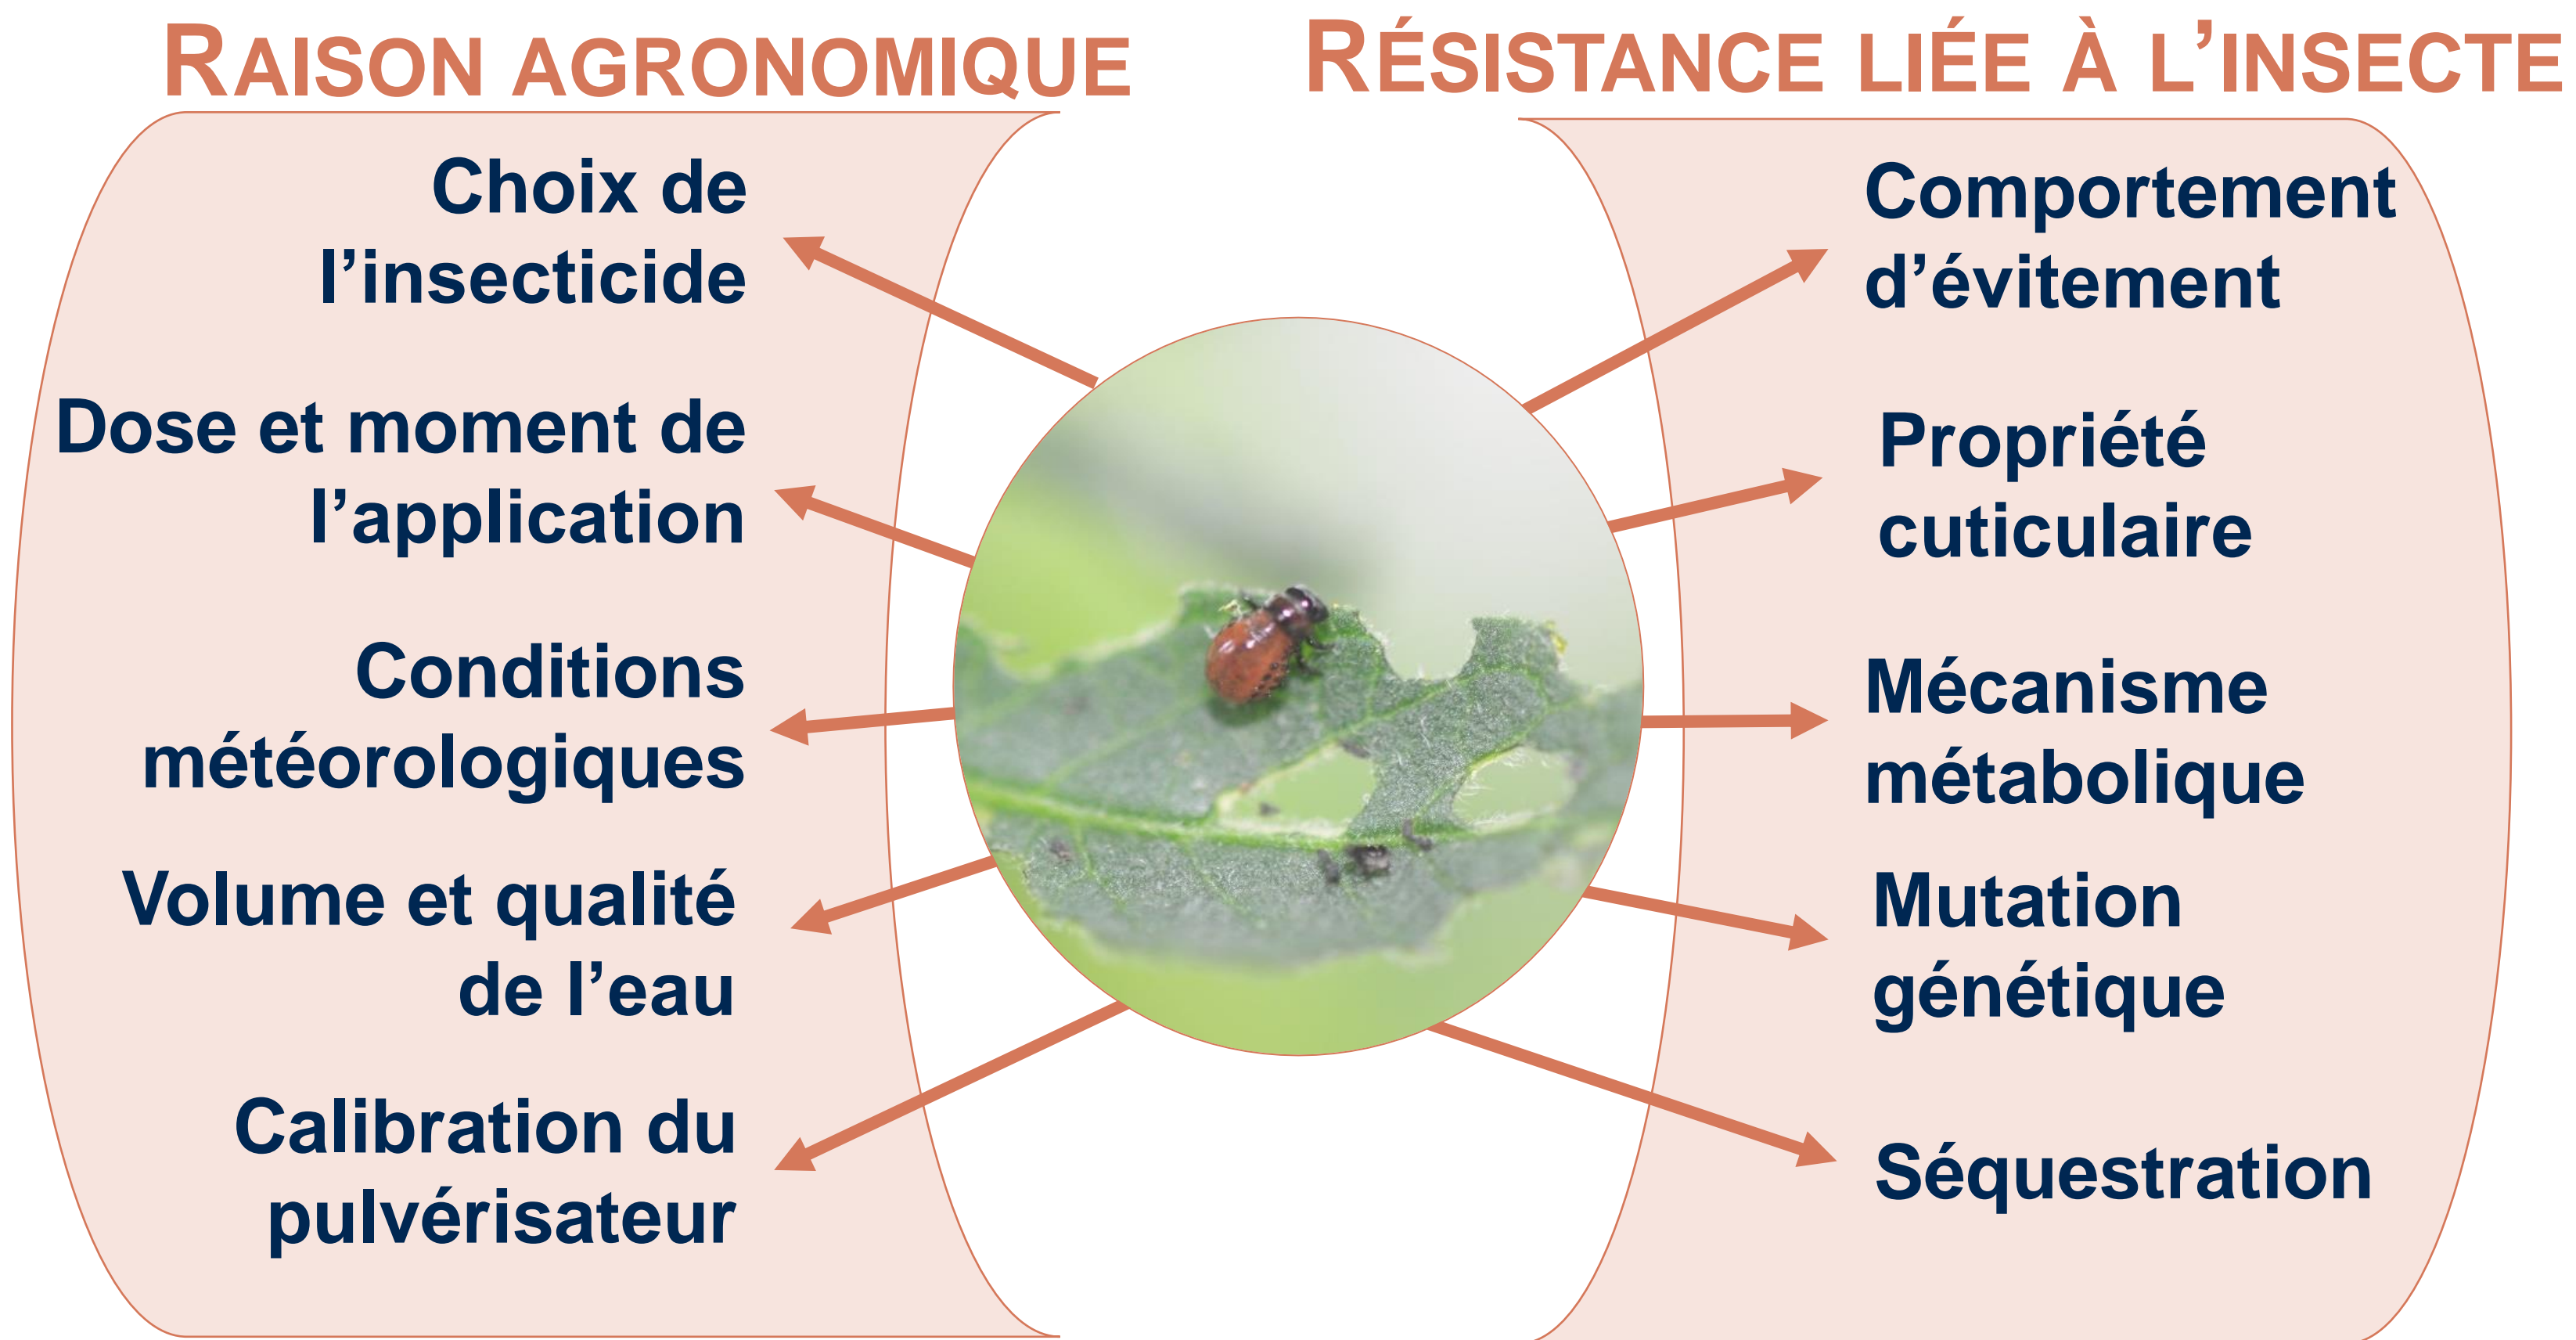 RAISON AGRONOMIQUE
Choix de
l’insecticide
Dose et moment de
l’application
Conditions
météorologiques
Volume et qualité
de l’eau
Calibration du
pulvérisateur
RÉSISTANCE LIÉE À L’INSECTE
Comportement
d’évitement
Propriété
cuticulaire
Mécanisme
métabolique
Mutation
génétique
Séquestration